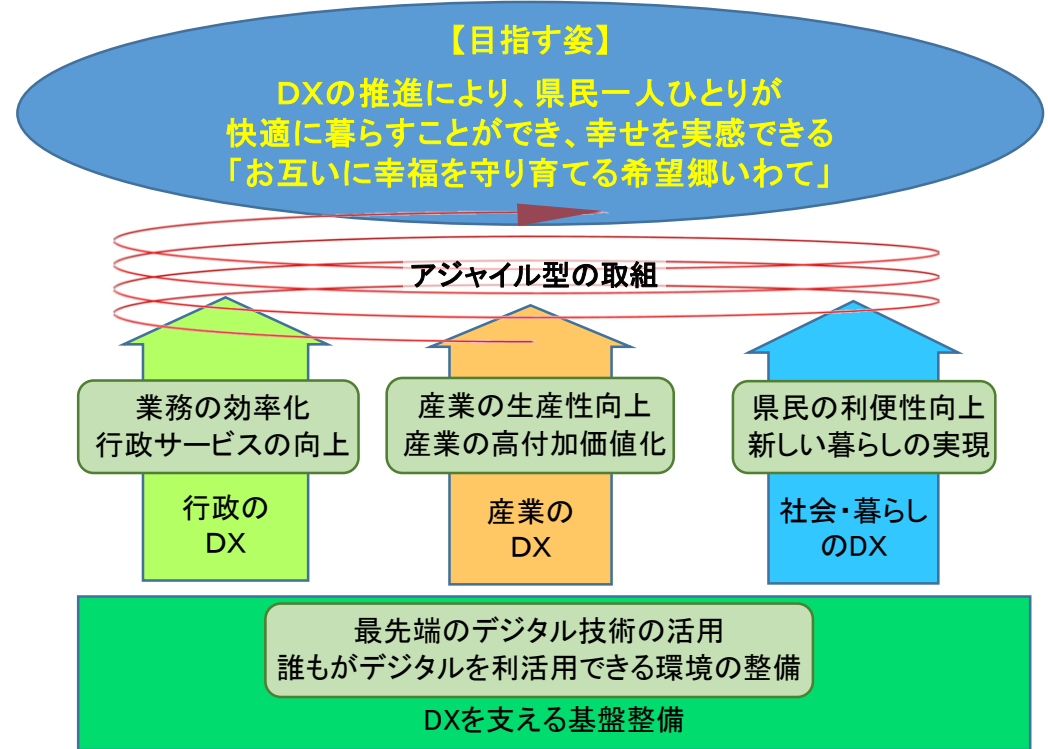 【目指す姿】
DXの推進により、県民一人ひとりが
快適に暮らすことができ、幸せを実感できる
「お互いに幸福を守り育てる希望郷いわて」
アジャイル型の取組
業務の効率化
行政サービスの向上
行政の
DX
産業の生産性向上
産業の高付加価値化
産業の
DX
県民の利便性向上
新しい暮らしの実現
社会・暮らし
のDX
最先端のデジタル技術の活用
誰もがデジタルを利活用できる環境の整備
DXを支える基盤整備